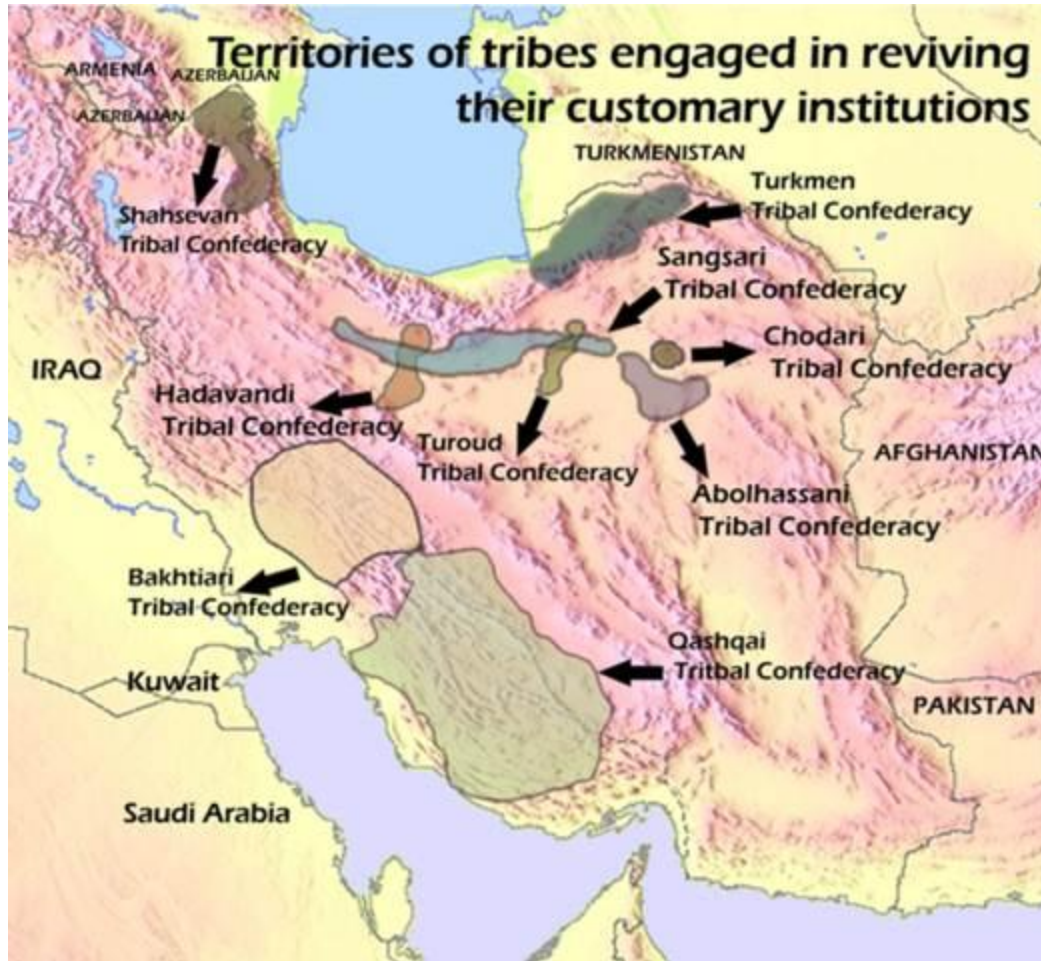 Territories of tribes engaged in reviving
their customary institutions
ARMENIA
AZERBAIJAN
AZERBAIJAN
TURKMENISTAN
Turkmen
Tribal Confederacy
Shahsevan
Tribal Confederacy
Sangsari
Tribal Confederacy
Chodari
Tribal Confederacy
IRAQ
Hadavandi
Tribal Confederacy
Turoud
Tribal Confederacy
AFGHANISTAN
Abolhassani
Tribal Confederacy
Bakhtiari
Tribal Confederacy
Qashqai
Tritbal Confederacy
Kuwait
PAKISTAN
Saudi Arabia